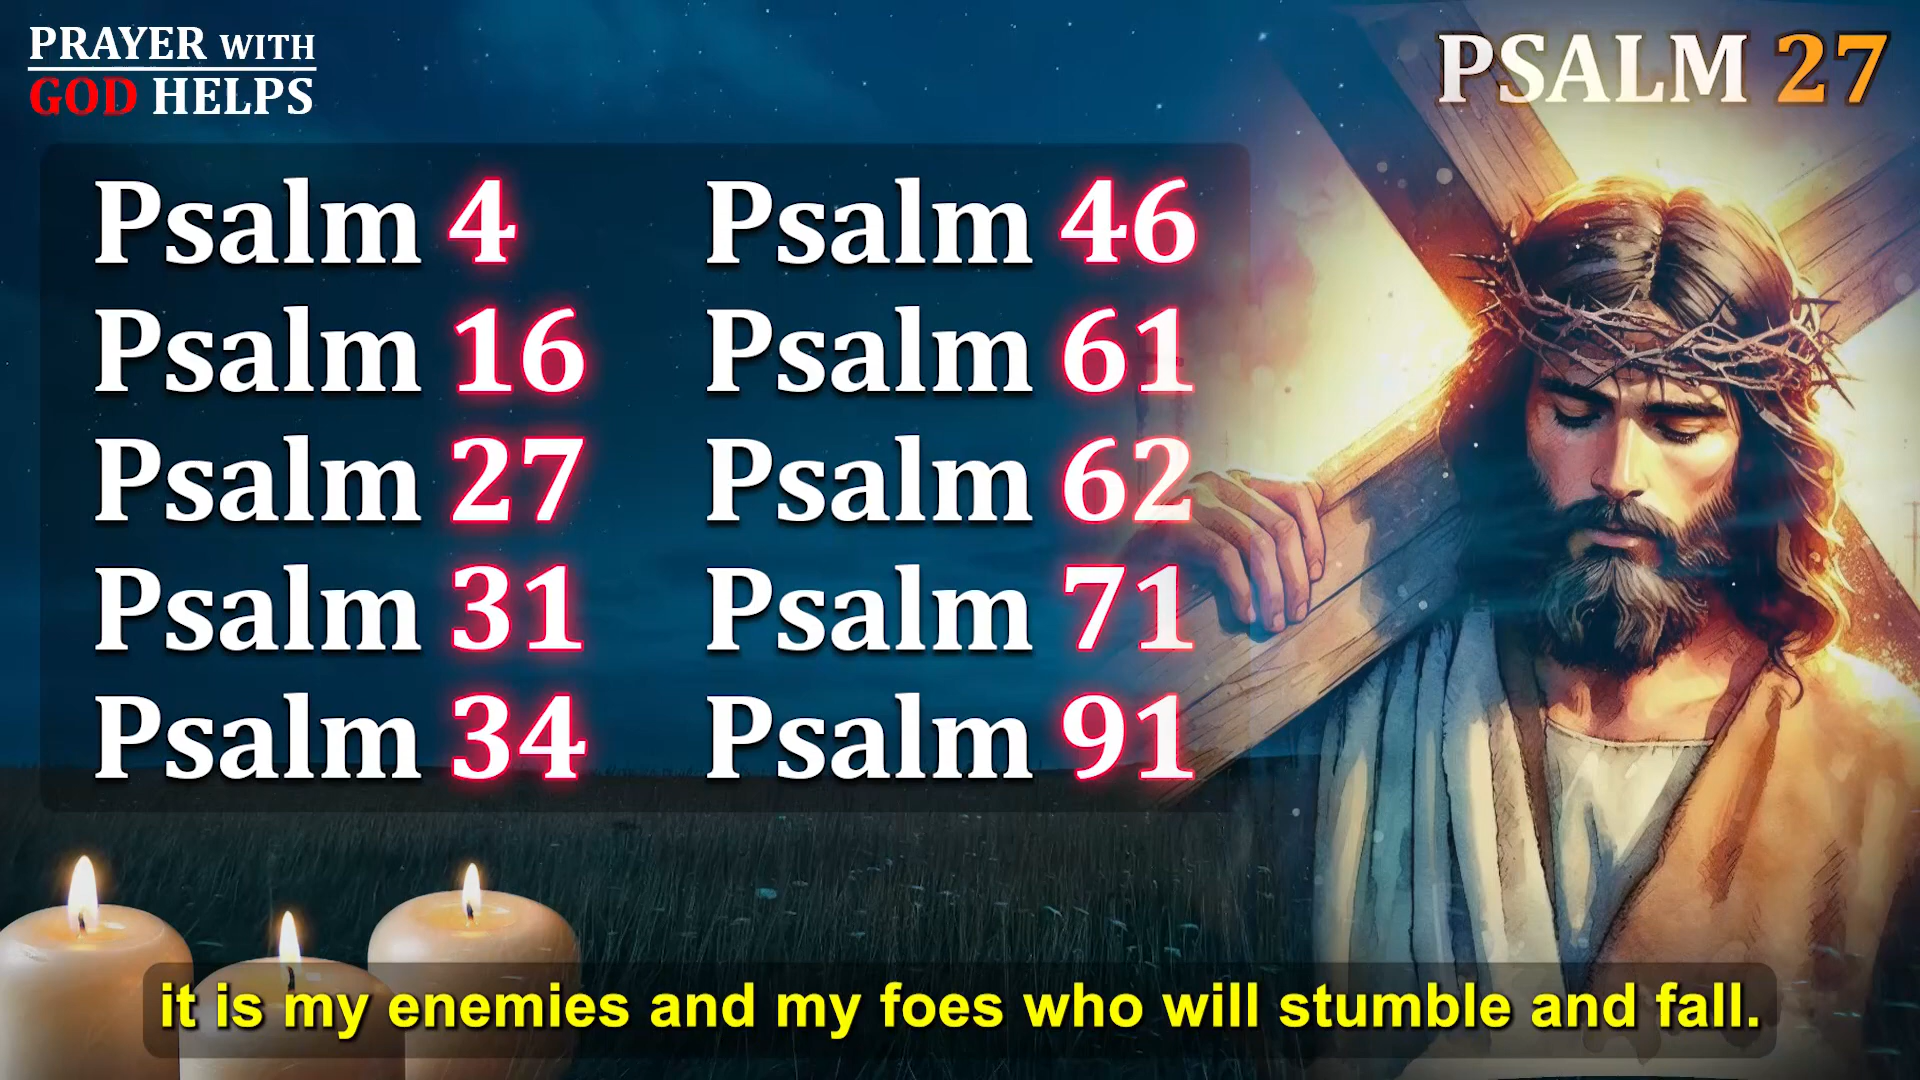 PRAYER WITH
GOD HELPS
PSALM 27
Psalm 4
Psalm 16
Psalm 27
Psalm 31
Psalm 34
Psalm 46
Psalm 61
Psalm 62
Psalm 71
Psalm 91
it is my enemies and my foes who will stumble and fall.